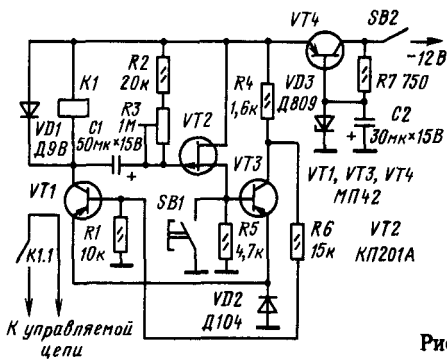 VT4
SB2
-12В
K1
R2
20к
R3
1М
VT2
R4
1,6к
VD3
Д809
R7 750
C2
30мк×15В
VD1
Д9В
C1
50мк×15В
VT1
VT3
VT1, VT3, VT4
МП42
VT2
КП201А
K1.1
R1
10к
SB1
R5
4,7к
R6
15к
VD2
Д104
К управляемой
цепи
Рис